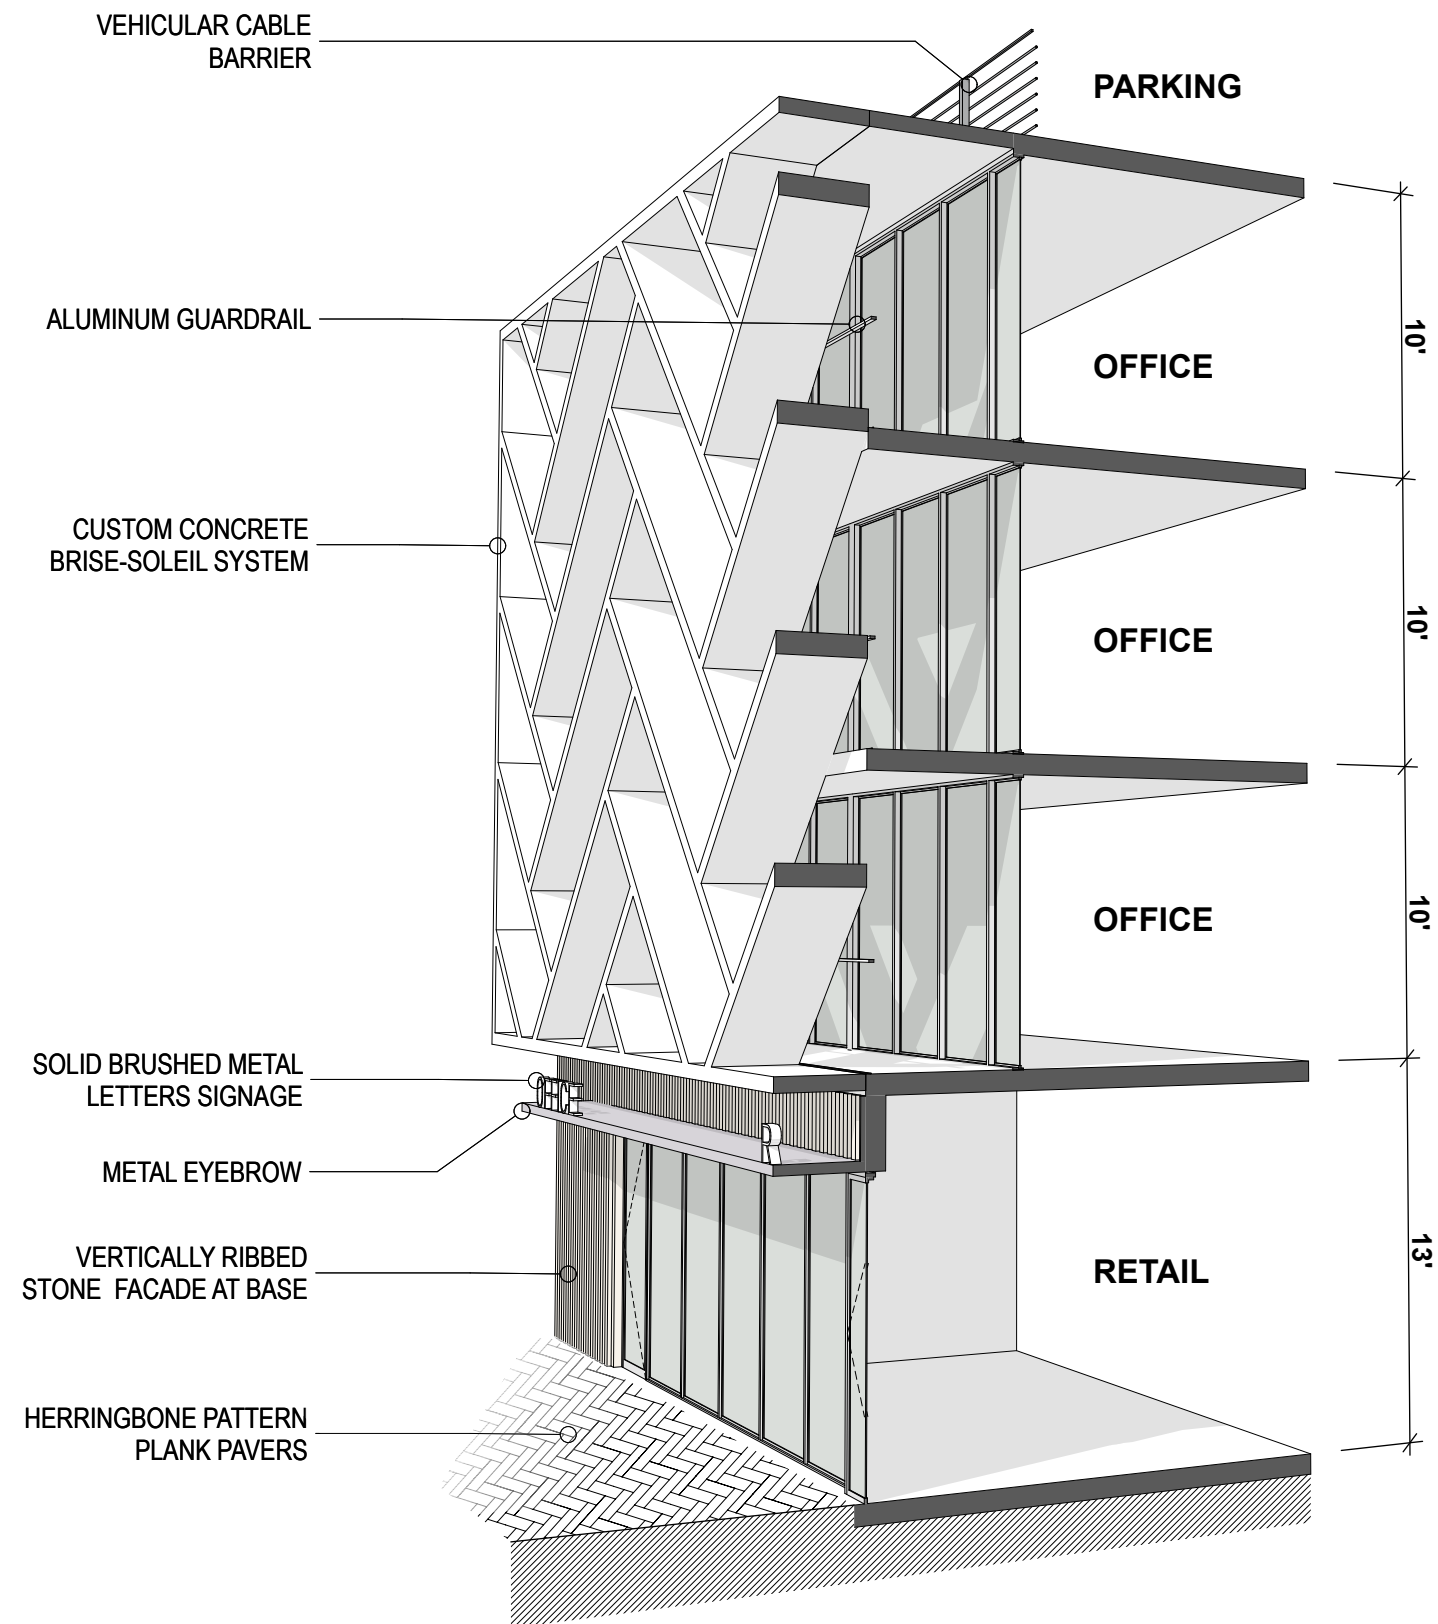 VEHICULAR CABLE
BARRIER
PARKING
ALUMINUM GUARDRAIL
10'
OFFICE
CUSTOM CONCRETE
BRISE-SOLEIL SYSTEM
10'
OFFICE
10'
OFFICE
SOLID BRUSHED METAL
LETTERS SIGNAGE
METAL EYEBROW
VERTICALLY RIBBED
STONE FACADE AT BASE
13'
RETAIL
HERRINGBONE PATTERN
PLANK PAVERS